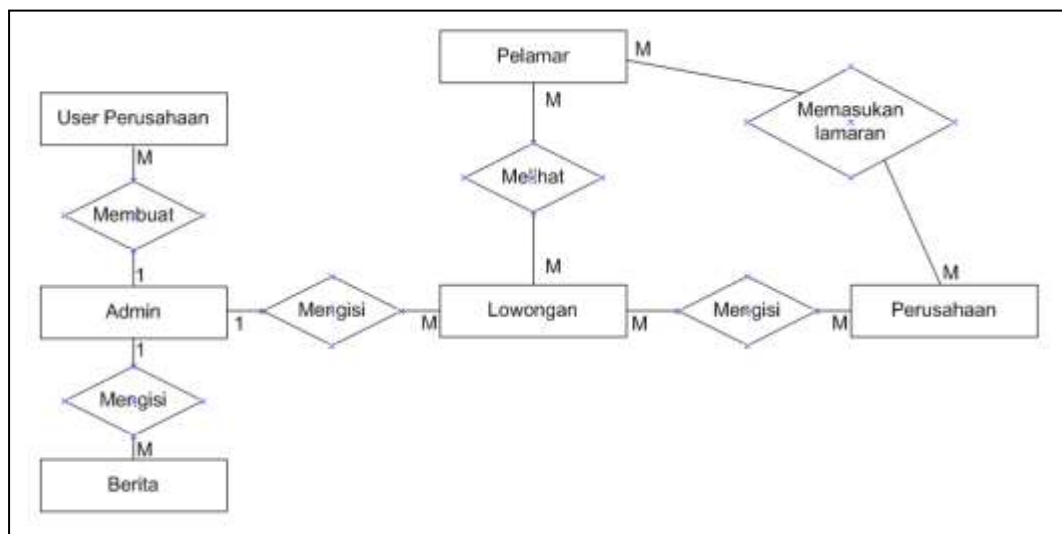 Pelamar
M
M
Memasukan
lamaran
User Perusahaan
M
Melihat
Membuat
1
M
M
Admin
1
Mengisi
M
Lowongan
M
Mengisi
M
Perusahaan
1
Mengisi
M
Berita